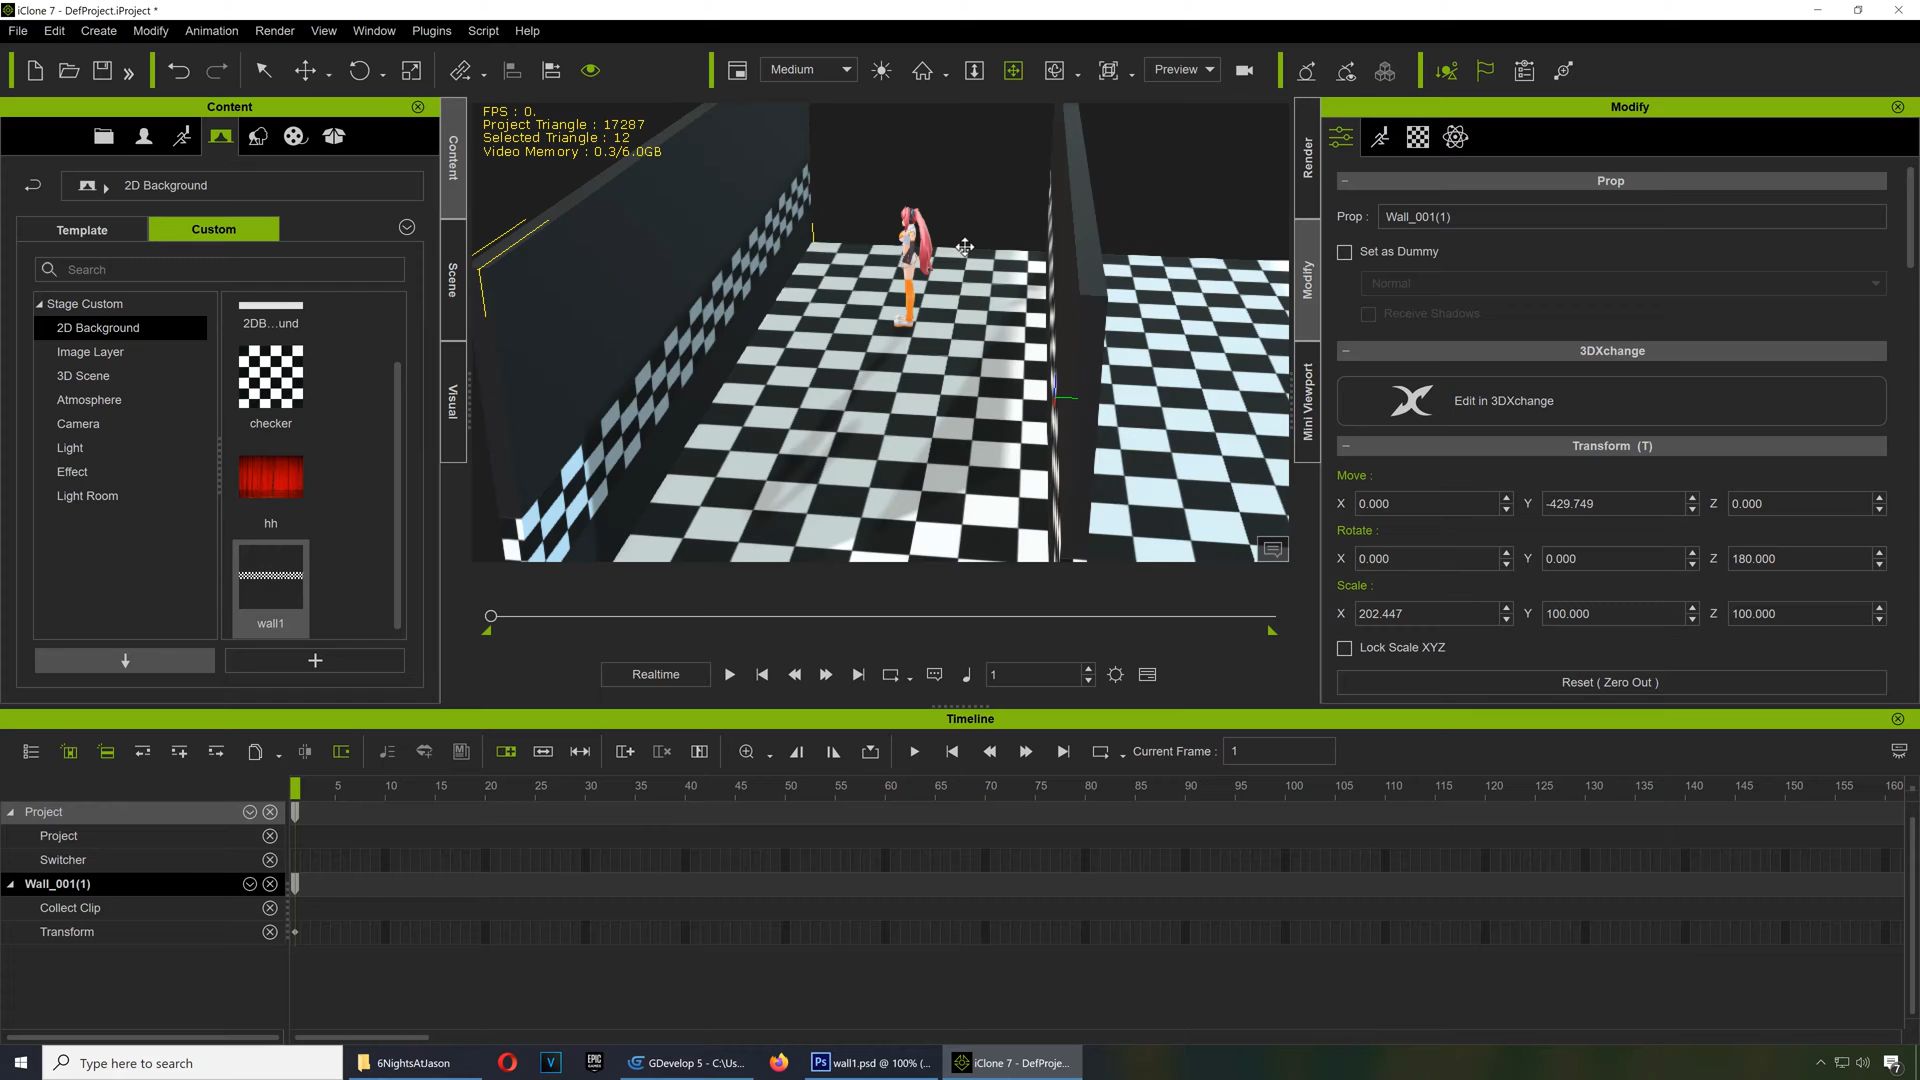 iClone 7 - DefProject.iProject *
File Edit Create Modify Animation Render View Window Plugins Script Help
Medium Preview
Content
FPS : 0.
Project Triangle : 17287
Selected Triangle : 12
Video Memory : 0.3/6.0GB
2D Background
Template Custom
Search
Stage Custom
2D Background
Image Layer
3D Scene
Atmosphere
Camera
Light
Effect
Light Room
2DB...und
checker
hh
wall1
Content
Scene
Visual
Render
Modify
Mini Viewport
Modify
Prop
Prop : Wall_001(1)
Set as Dummy
Normal
Receive Shadows
3DXchange
Edit in 3DXchange
Transform (T)
Move :
X 0.000 Y -429.749 Z 0.000
Rotate :
X 0.000 Y 0.000 Z 180.000
Scale :
X 202.447 Y 100.000 Z 100.000
Lock Scale XYZ
Reset ( Zero Out )
Realtime 1
Timeline
Current Frame : 1
5 10 15 20 25 30 35 40 45 50 55 60 65 70 75 80 85 90 95 100 105 110 115 120 125 130 135 140 145 150 155 160
Project
Project
Switcher
Wall_001(1)
Collect Clip
Transform
Type here to search
6NightsAtJason
V
EPIC GAMES
GDevelop 5 - C:\Us...
Ps wall1.psd @ 100% (...
iClone 7 - DefProje...
7